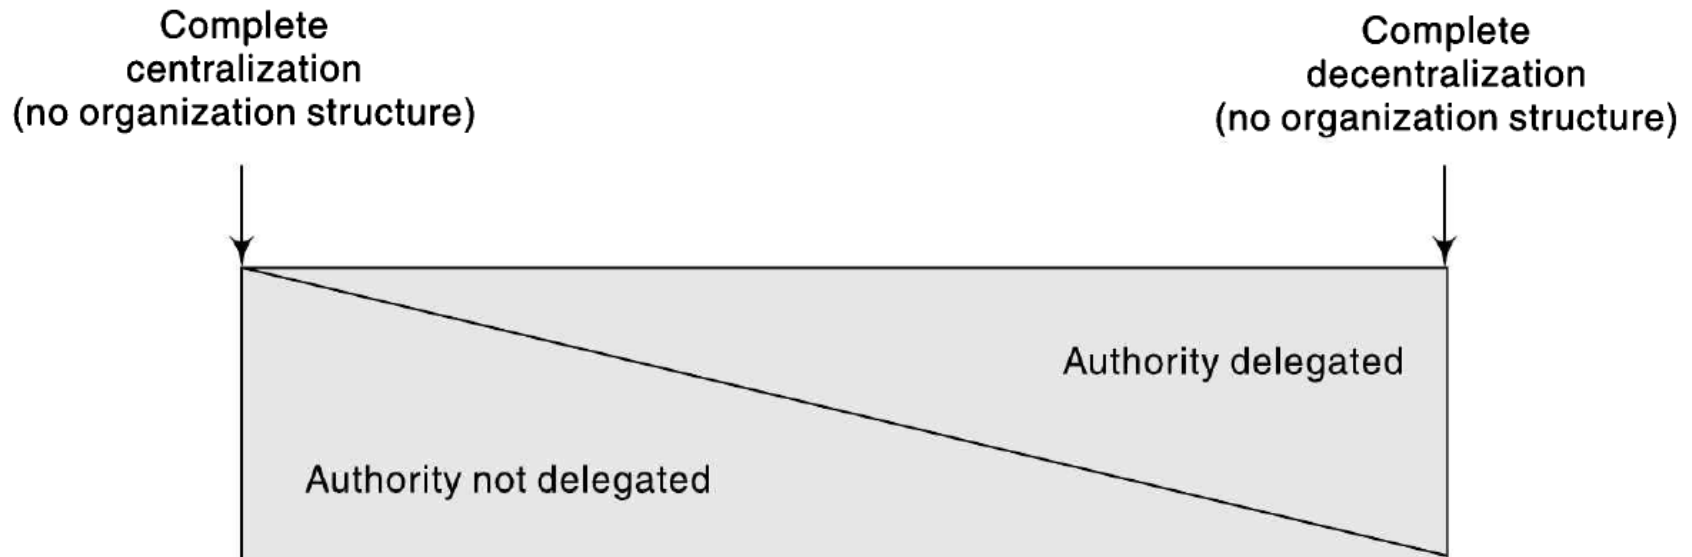 Complete
centralization
(no organization structure)
Complete
decentralization
(no organization structure)
Authority delegated
Authority not delegated